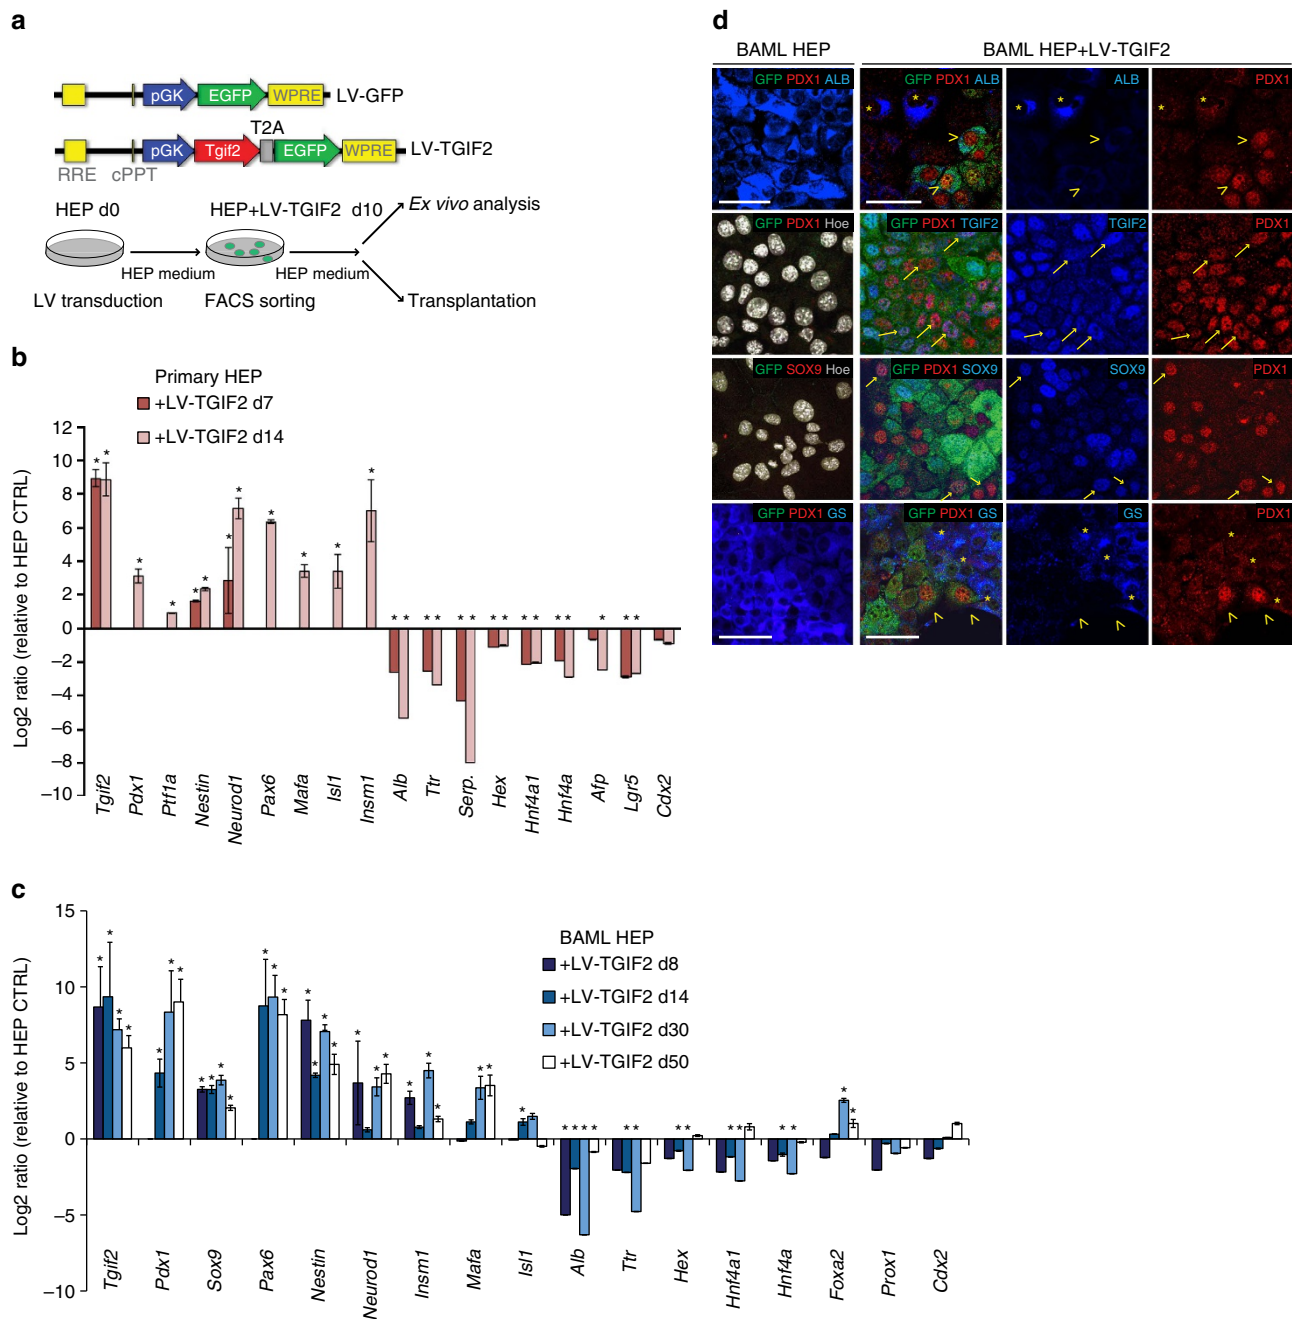 a
pGK EGFP WPRE LV-GFP
T2A
pGK Tgif2 EGFP WPRE LV-TGIF2
RRE cPPT
HEP d0 HEP+LV-TGIF2 d10 Ex vivo analysis
HEP medium HEP medium
LV transduction FACS sorting Transplantation
b
Primary HEP
+LV-TGIF2 d7
+LV-TGIF2 d14
Log2 ratio (relative to HEP CTRL)
12
10
8
6
4
2
0
−2
−4
−6
−8
−10
* * * * * * * * * * * *
* * * * * * * * * * * * * * *
Tgif2 Pdx1 Ptf1a Nestin Neurod1 Pax6 Mafa Isl1 Insm1 Alb Ttr Serp. Hex Hnf4a1 Hnf4a Afp Lgr5 Cdx2
c
BAML HEP
+LV-TGIF2 d8
+LV-TGIF2 d14
+LV-TGIF2 d30
+LV-TGIF2 d50
Log2 ratio (relative to HEP CTRL)
15
10
5
0
−5
−10
Tgif2 Pdx1 Sox9 Pax6 Nestin Neurod1 Insm1 Mafa Isl1 Alb Ttr Hex Hnf4a1 Hnf4a Foxa2 Prox1 Cdx2
d
BAML HEP BAML HEP+LV-TGIF2
GFP PDX1 ALB GFP PDX1 ALB ALB PDX1
GFP PDX1 Hoe GFP PDX1 TGIF2 TGIF2 PDX1
GFP SOX9 Hoe GFP PDX1 SOX9 SOX9 PDX1
GFP PDX1 GS GFP PDX1 GS GS PDX1